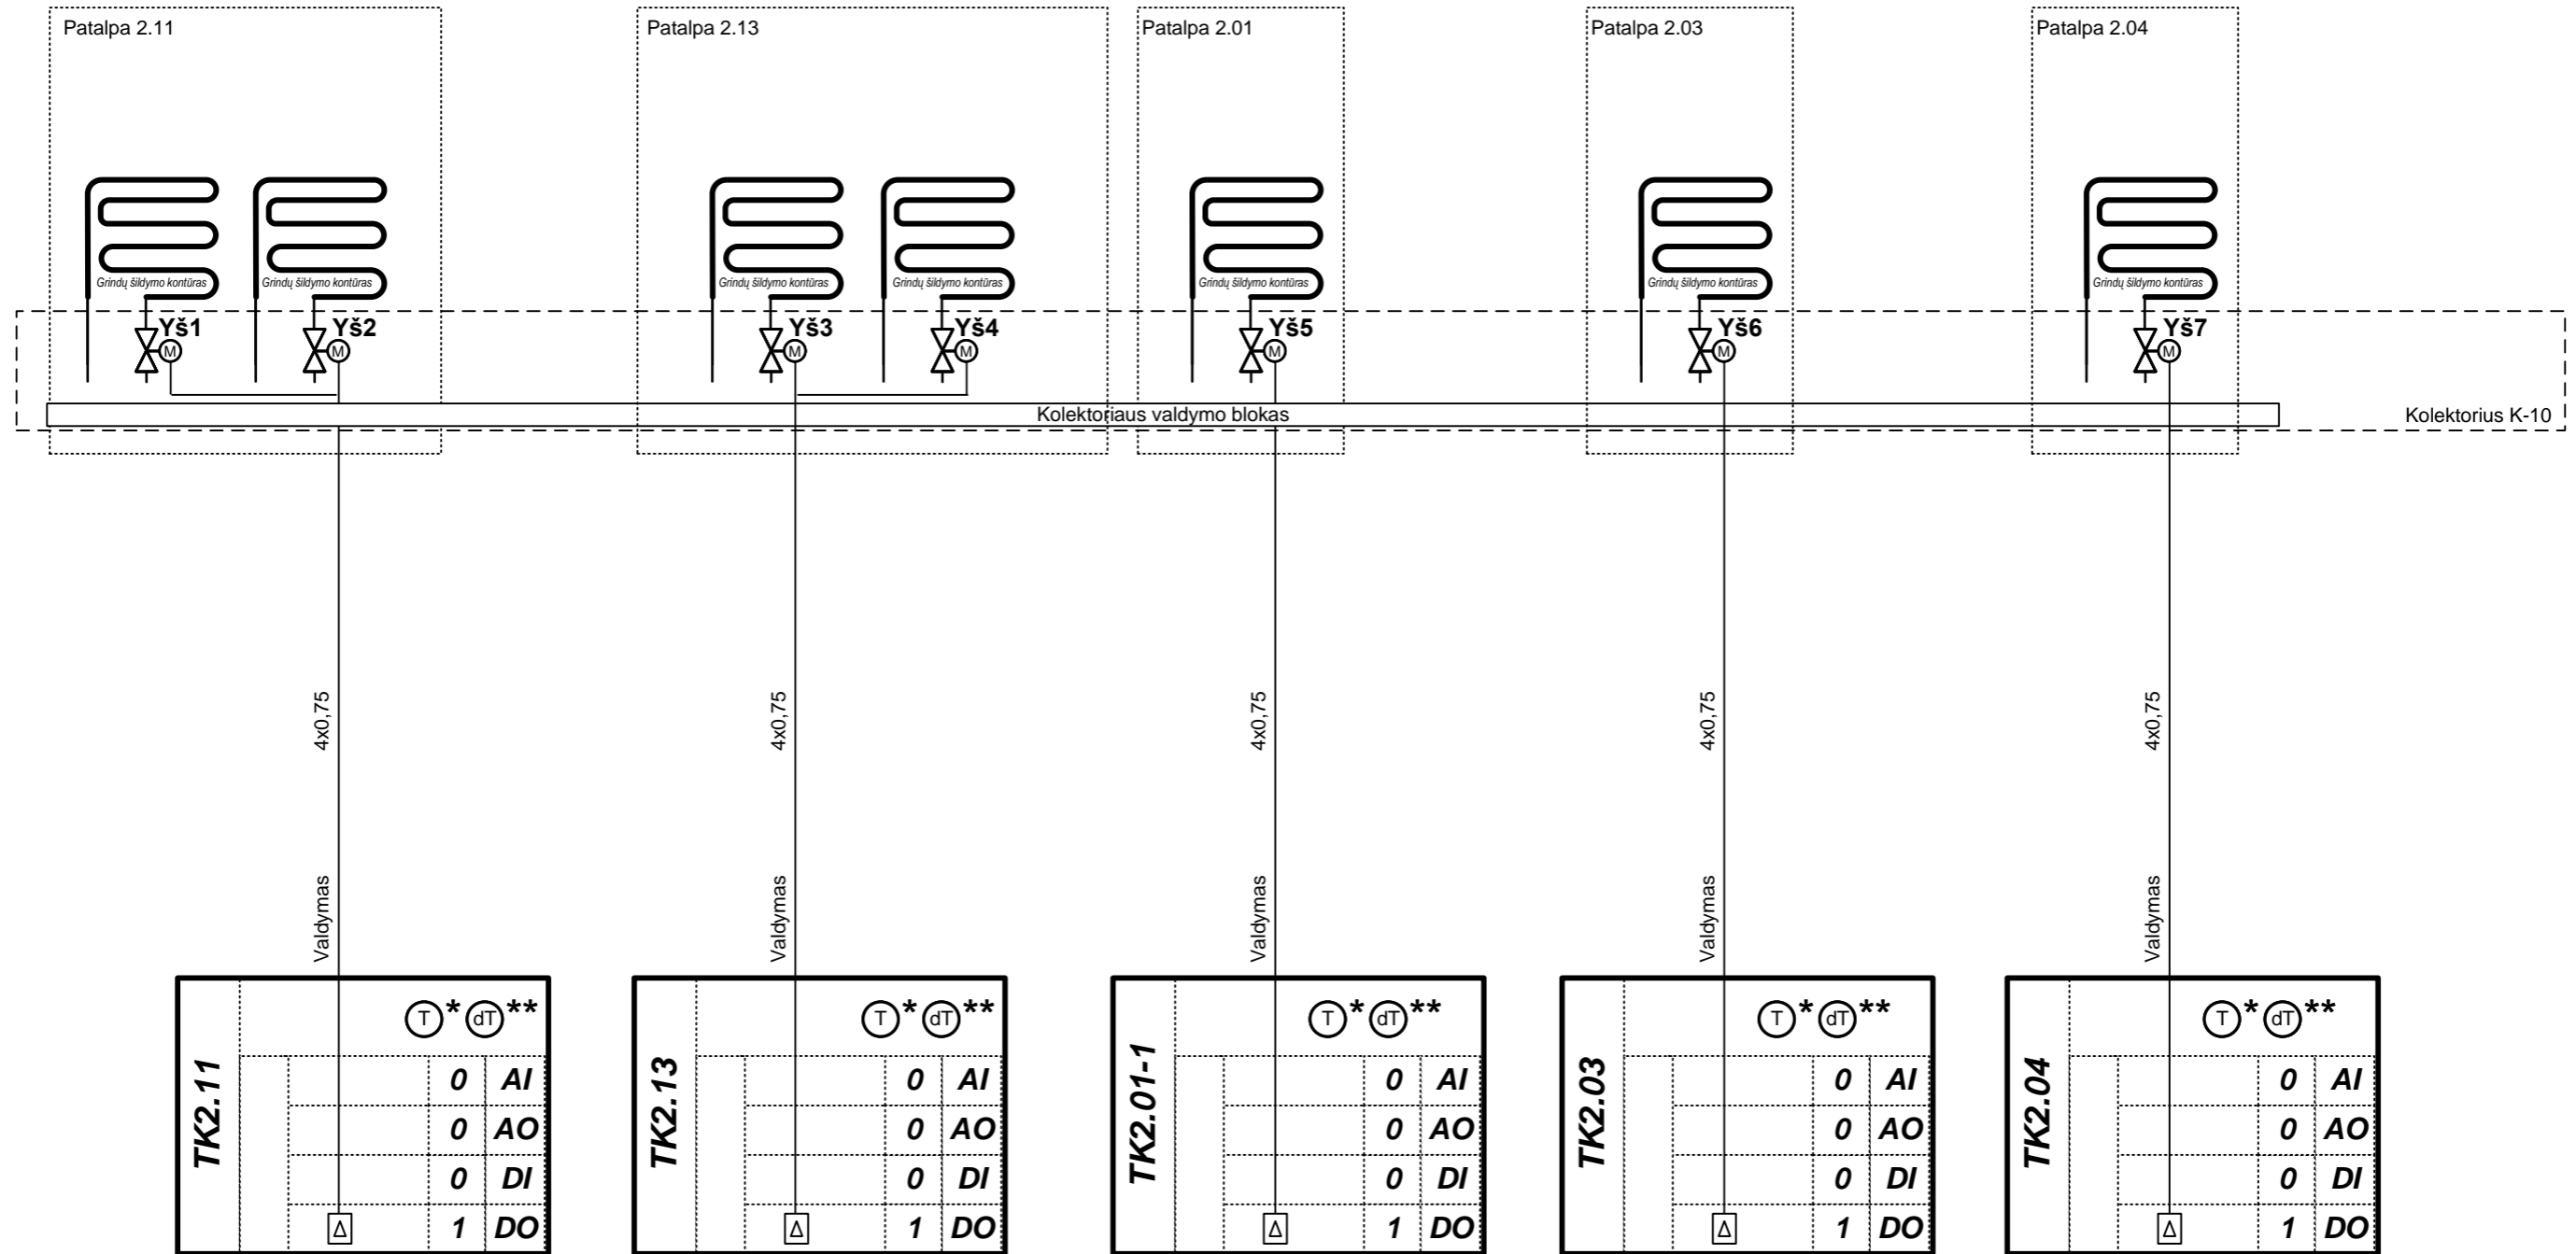 Patalpa 2.11
Patalpa 2.13
Patalpa 2.01
Patalpa 2.03
Patalpa 2.04
Grindų šildymo kontūras
Grindų šildymo kontūras
Grindų šildymo kontūras
Grindų šildymo kontūras
Grindų šildymo kontūras
Grindų šildymo kontūras
Grindų šildymo kontūras
Yš1
Yš2
Yš3
Yš4
Yš5
Yš6
Yš7
M
M
M
M
M
M
M
Kolektoriaus valdymo blokas
Kolektorius K-10
4x0,75
4x0,75
4x0,75
4x0,75
4x0,75
Valdymas
Valdymas
Valdymas
Valdymas
Valdymas
TK2.11
T * dT **
0 AI
0 AO
0 DI
Δ 1 DO
TK2.13
T * dT **
0 AI
0 AO
0 DI
Δ 1 DO
TK2.01-1
T * dT **
0 AI
0 AO
0 DI
Δ 1 DO
TK2.03
T * dT **
0 AI
0 AO
0 DI
Δ 1 DO
TK2.04
T * dT **
0 AI
0 AO
0 DI
Δ 1 DO